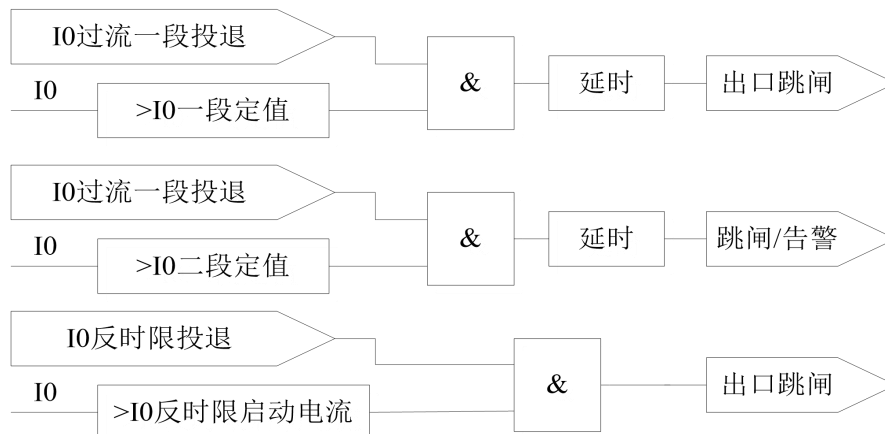 I0过流一段投退
I0
>I0一段定值
&
延时
出口跳闸
I0过流一段投退
I0
>I0二段定值
&
延时
跳闸/告警
I0反时限投退
I0
>I0反时限启动电流
&
出口跳闸